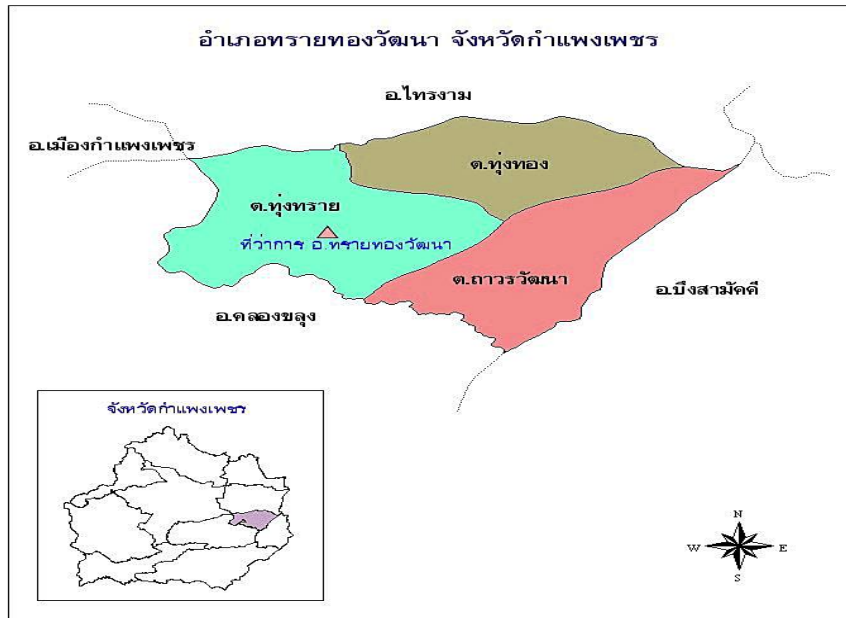 อำเภอทรายทองวัฒนา จังหวัดกำแพงเพชร
อ.ไทรงาม
อ.เมืองกำแพงเพชร
ต.ทุ่งทอง
ต.ทุ่งทราย
ที่ว่าการ อ.ทรายทองวัฒนา
ต.ถาวรวัฒนา
อ.บึงสามัคคี
อ.คลองขลุง
จังหวัดกำแพงเพชร
N
W E
S